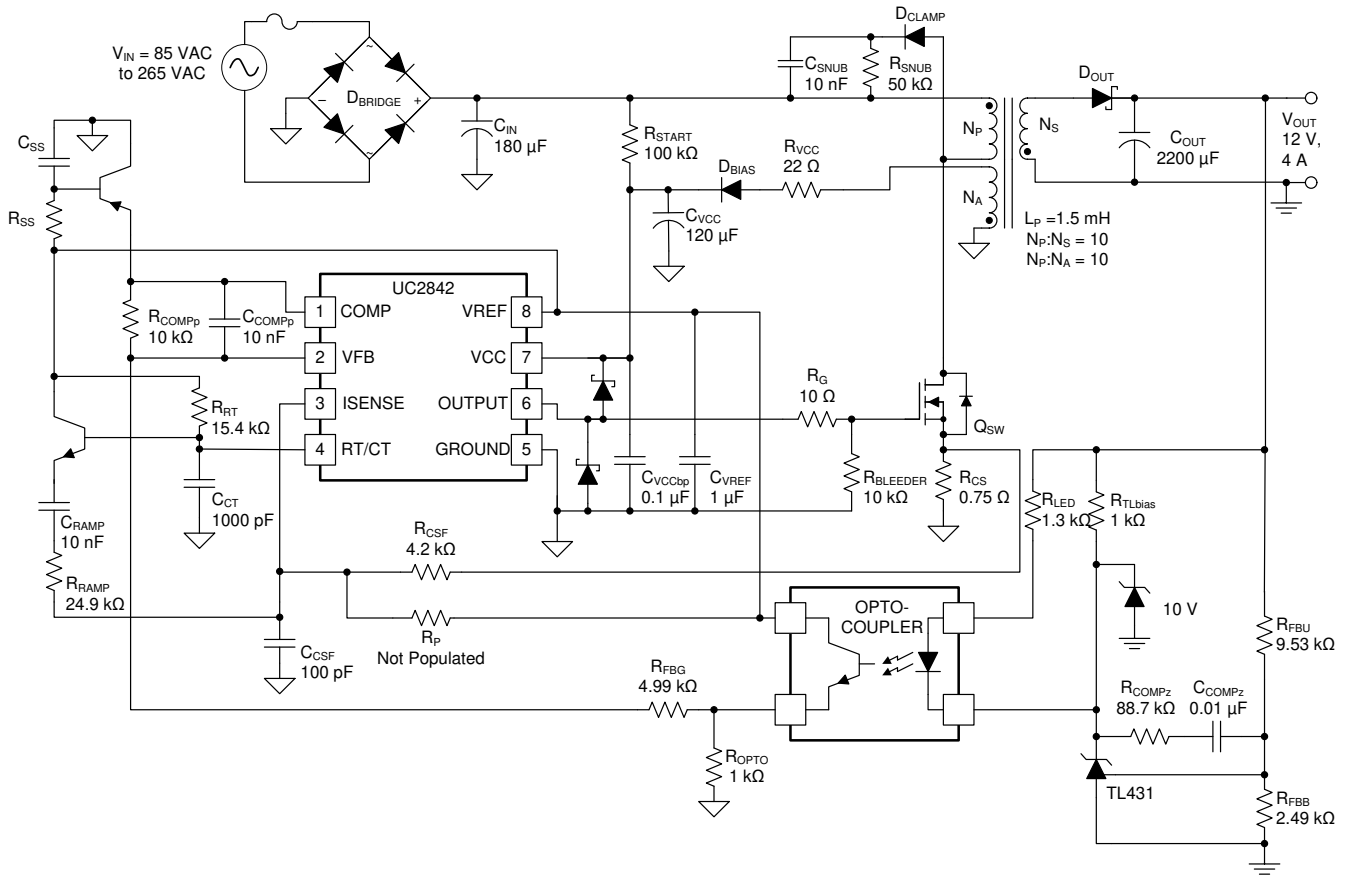 V_IN = 85 VAC
to 265 VAC
D_BRIDGE
~
~
−
+
C_IN
180 µF
D_CLAMP
C_SNUB
10 nF
R_SNUB
50 kΩ
R_START
100 kΩ
D_BIAS
R_VCC
22 Ω
C_VCC
120 µF
N_P
N_S
N_A
L_P =1.5 mH
N_P:N_S = 10
N_P:N_A = 10
D_OUT
C_OUT
2200 µF
V_OUT
12 V,
4 A
C_SS
R_SS
R_COMPp
10 kΩ
C_COMPp
10 nF
UC2842
1 COMP
2 VFB
3 ISENSE
4 RT/CT
VREF 8
VCC 7
OUTPUT 6
GROUND 5
R_RT
15.4 kΩ
C_CT
1000 pF
C_RAMP
10 nF
R_RAMP
24.9 kΩ
C_VCCbp
0.1 µF
C_VREF
1 µF
R_G
10 Ω
R_BLEEDER
10 kΩ
Q_SW
R_CS
0.75 Ω
R_LED
1.3 kΩ
R_TLbias
1 kΩ
R_CSF
4.2 kΩ
R_P
Not Populated
C_CSF
100 pF
OPTO-
COUPLER
10 V
R_FBU
9.53 kΩ
R_FBG
4.99 kΩ
R_OPTO
1 kΩ
R_COMPz
88.7 kΩ
C_COMPz
0.01 µF
TL431
R_FBB
2.49 kΩ